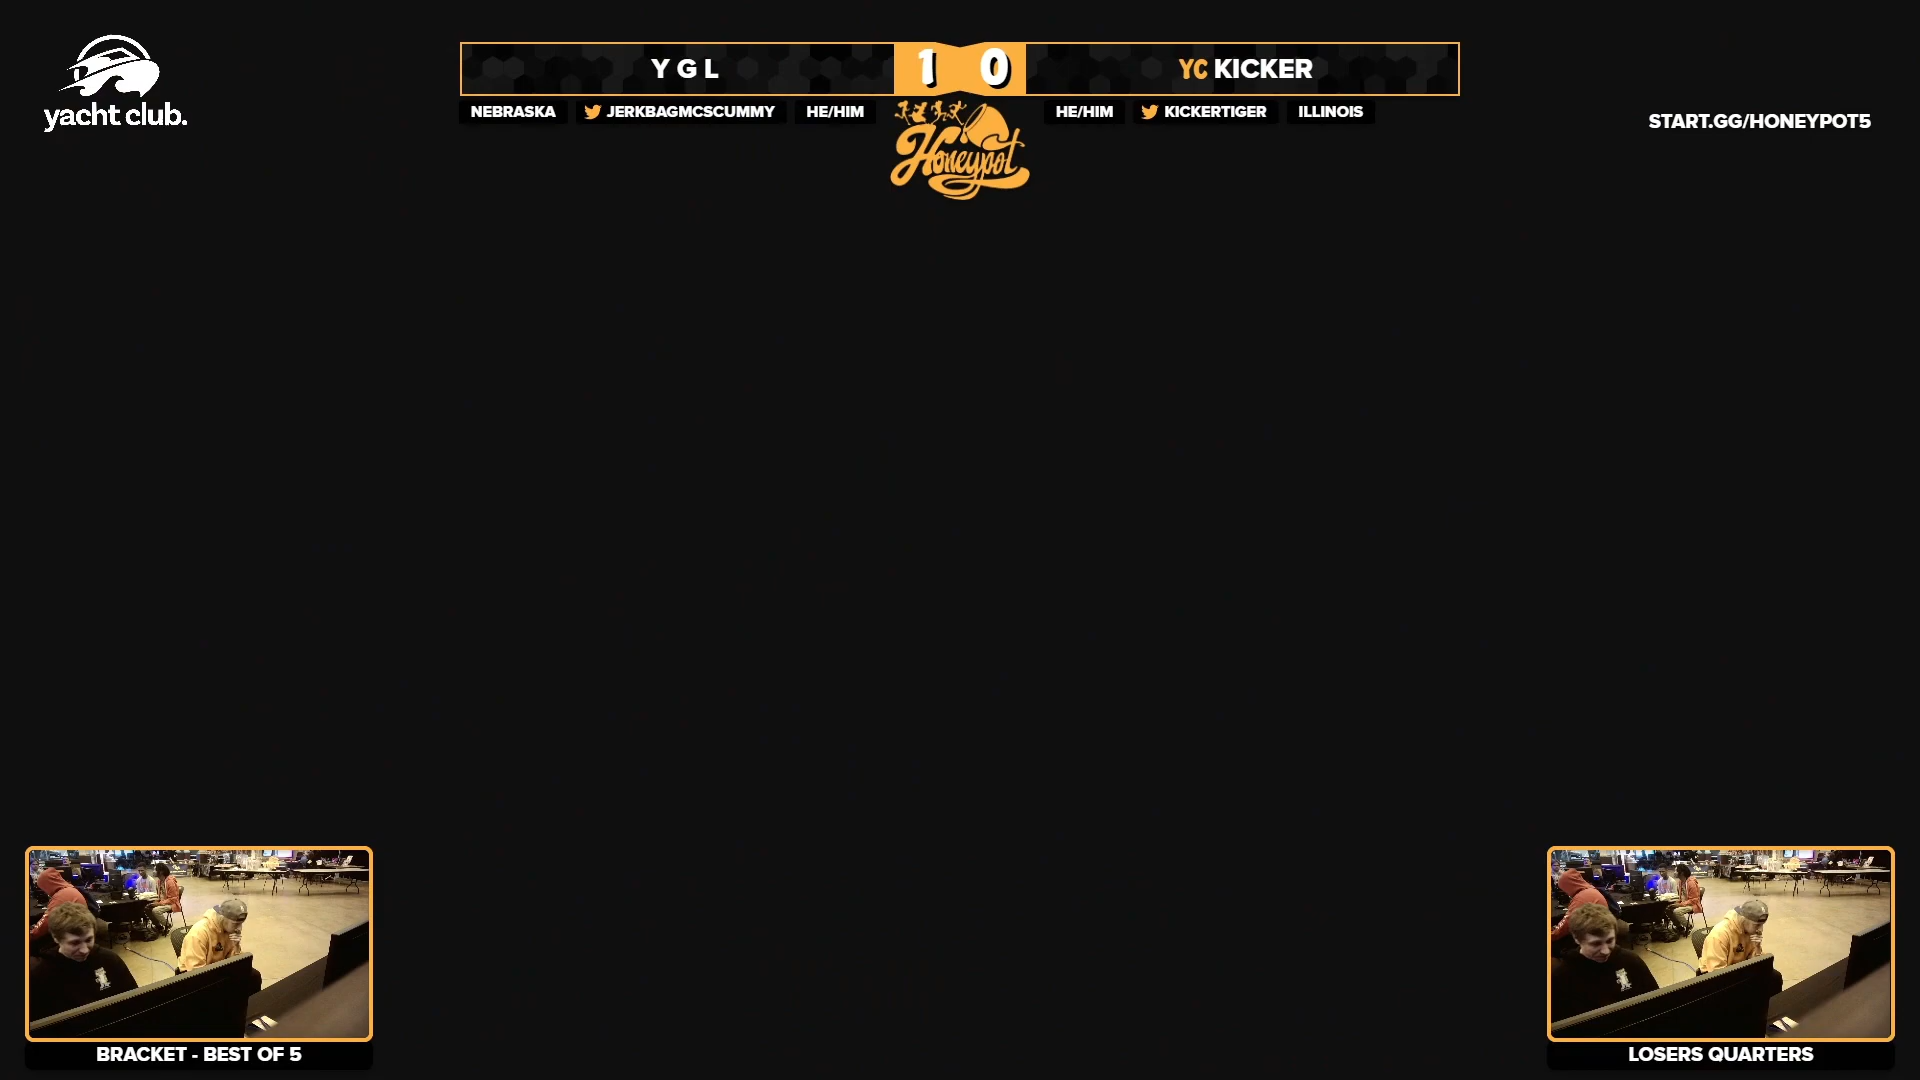 yacht club.
Y G L
1 0
YC KICKER
NEBRASKA
JERKBAGMCSCUMMY
HE/HIM
HE/HIM
KICKERTIGER
ILLINOIS
Honeypot
START.GG/HONEYPOT5
BRACKET - BEST OF 5
LOSERS QUARTERS